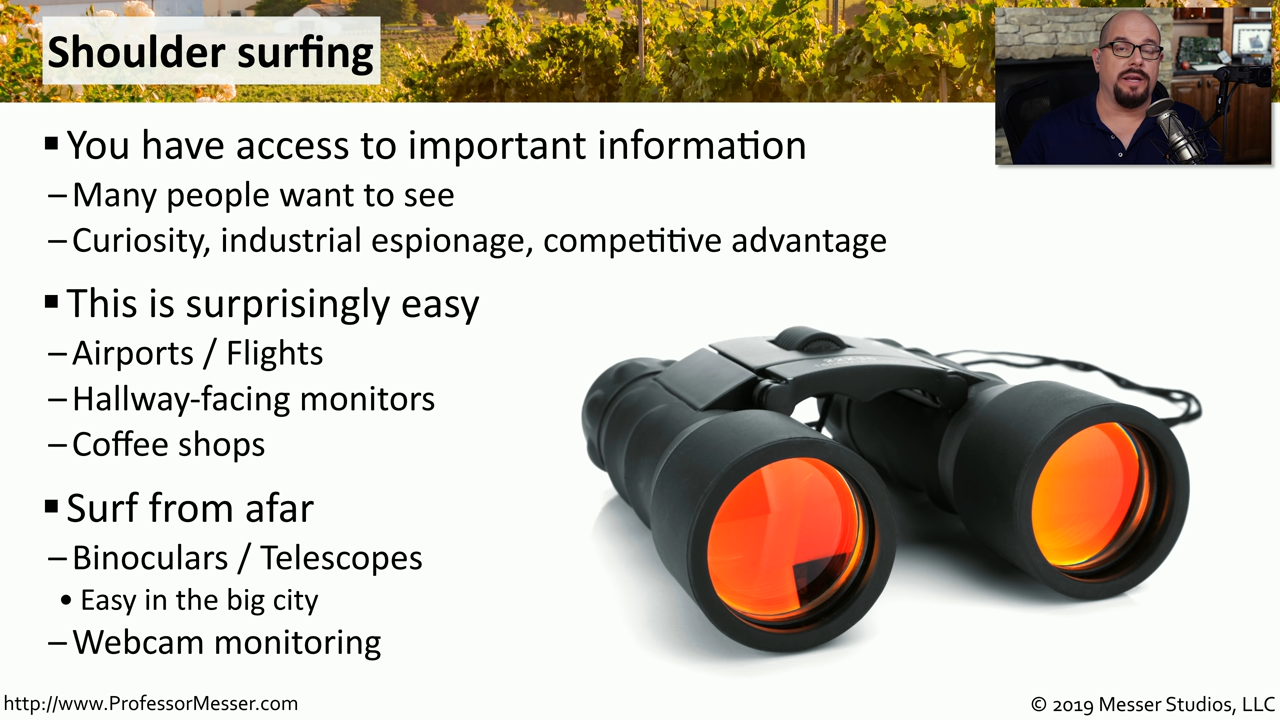 Shoulder surfing
▪ You have access to important information
– Many people want to see
– Curiosity, industrial espionage, competitive advantage
▪ This is surprisingly easy
– Airports / Flights
– Hallway-facing monitors
– Coffee shops
▪ Surf from afar
– Binoculars / Telescopes
• Easy in the big city
– Webcam monitoring
http://www.ProfessorMesser.com
© 2019 Messer Studios, LLC